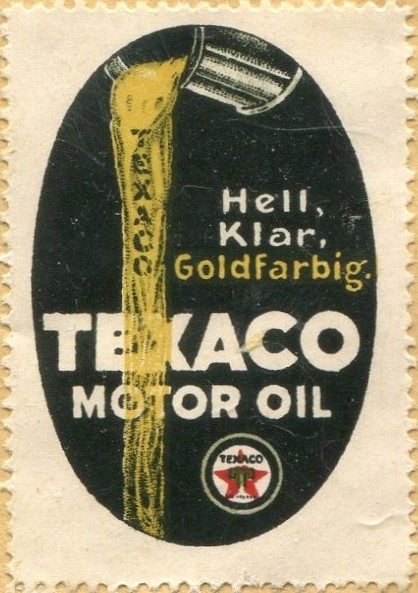 TEXACO
Hell,
Klar,
Goldfarbig.
TEXACO
MOTOR OIL
TEXACO
T